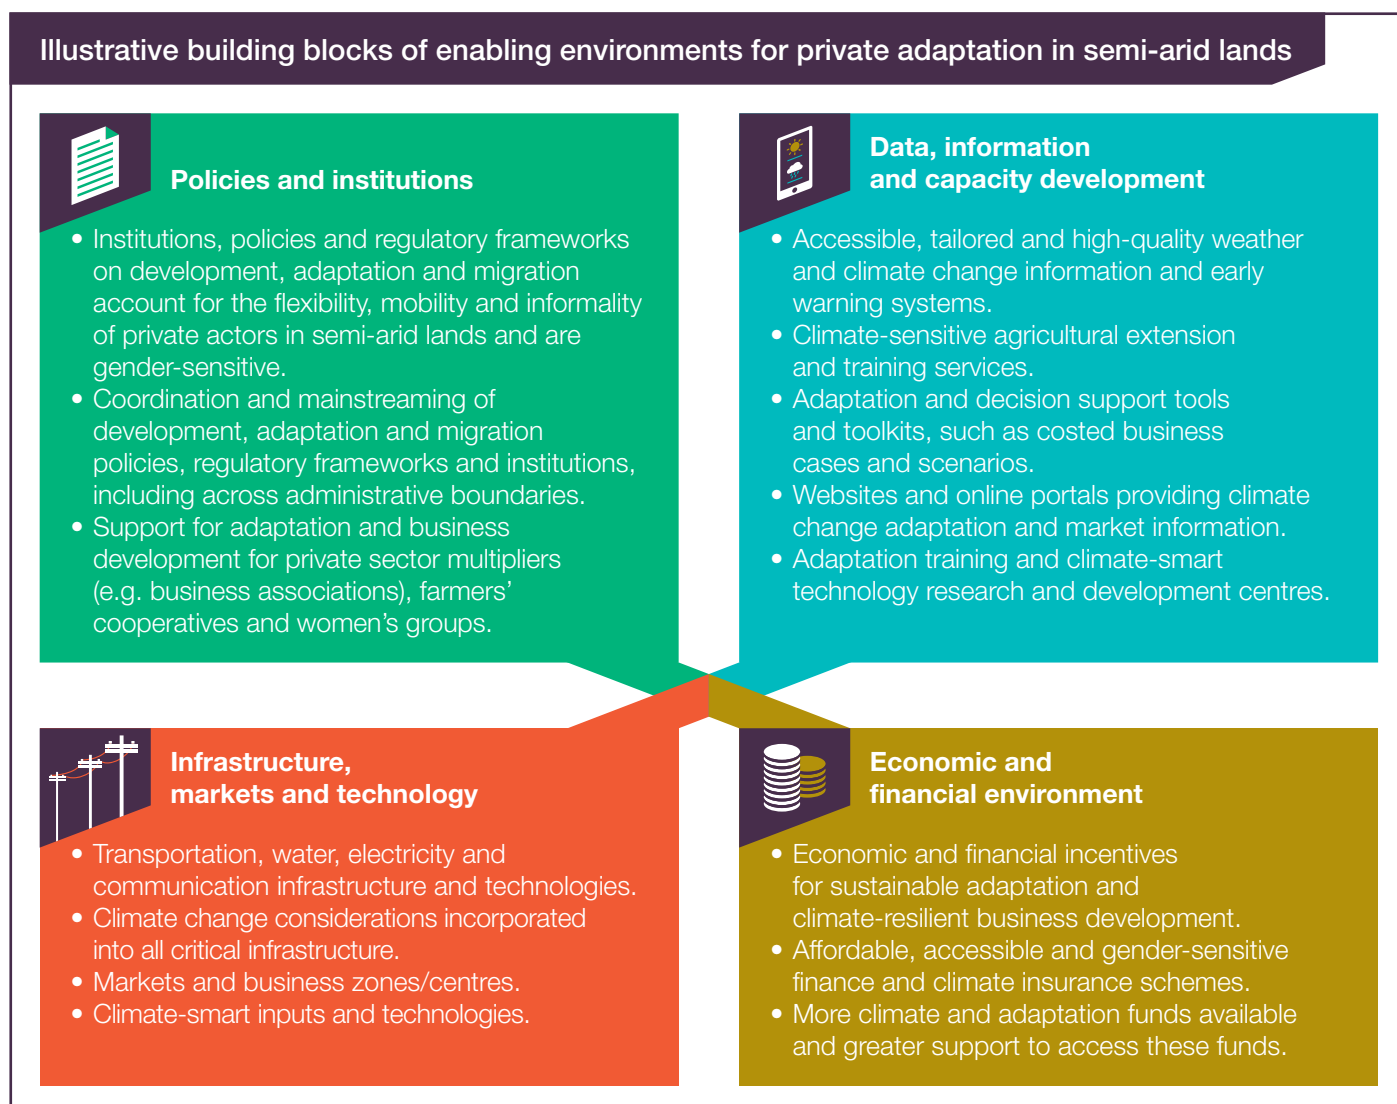 Illustrative building blocks of enabling environments for private adaptation in semi-arid lands
Policies and institutions
• Institutions, policies and regulatory frameworks
on development, adaptation and migration
account for the flexibility, mobility and informality
of private actors in semi-arid lands and are
gender-sensitive.
• Coordination and mainstreaming of
development, adaptation and migration
policies, regulatory frameworks and institutions,
including across administrative boundaries.
• Support for adaptation and business
development for private sector multipliers
(e.g. business associations), farmers’
cooperatives and women’s groups.
Data, information
and capacity development
• Accessible, tailored and high-quality weather
and climate change information and early
warning systems.
• Climate-sensitive agricultural extension
and training services.
• Adaptation and decision support tools
and toolkits, such as costed business
cases and scenarios.
• Websites and online portals providing climate
change adaptation and market information.
• Adaptation training and climate-smart
technology research and development centres.
Infrastructure,
markets and technology
• Transportation, water, electricity and
communication infrastructure and technologies.
• Climate change considerations incorporated
into all critical infrastructure.
• Markets and business zones/centres.
• Climate-smart inputs and technologies.
Economic and
financial environment
• Economic and financial incentives
for sustainable adaptation and
climate-resilient business development.
• Affordable, accessible and gender-sensitive
finance and climate insurance schemes.
• More climate and adaptation funds available
and greater support to access these funds.